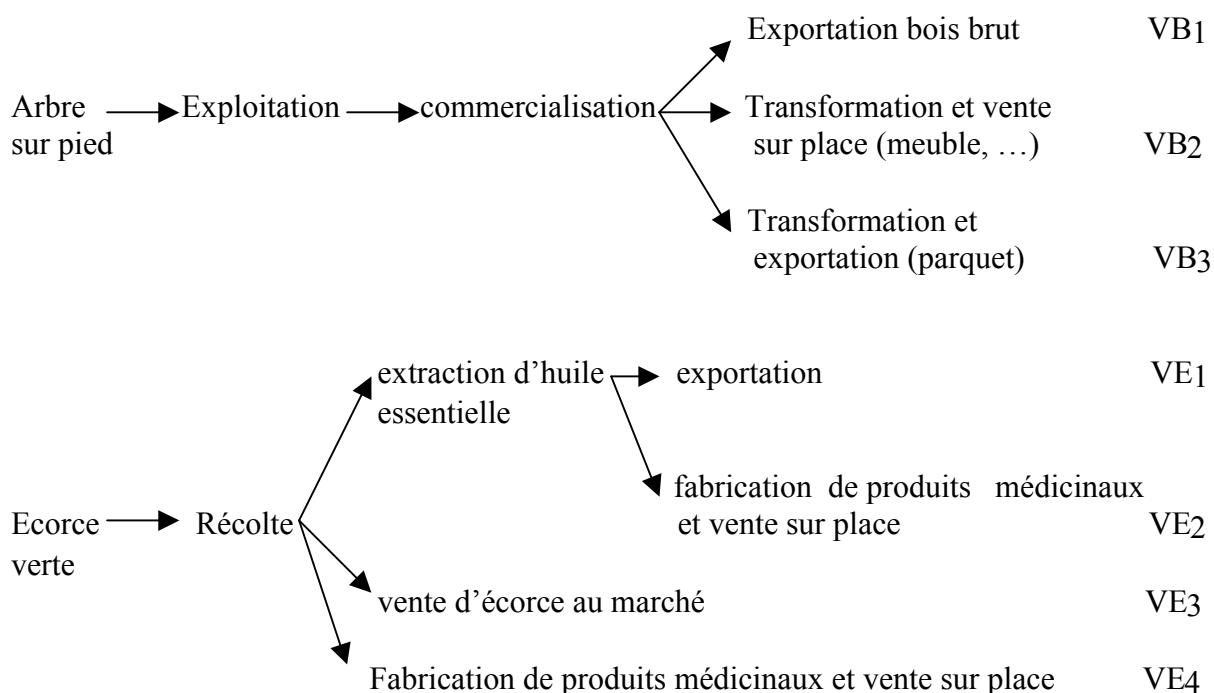 Exportation bois brut VB1
Arbre Exploitation commercialisation Transformation et vente
sur pied sur place (meuble, …) VB2
Transformation et
exportation (parquet) VB3
extraction d’huile exportation VE1
essentielle
fabrication de produits médicinaux
Ecorce Récolte et vente sur place VE2
verte
vente d’écorce au marché VE3
Fabrication de produits médicinaux et vente sur place VE4